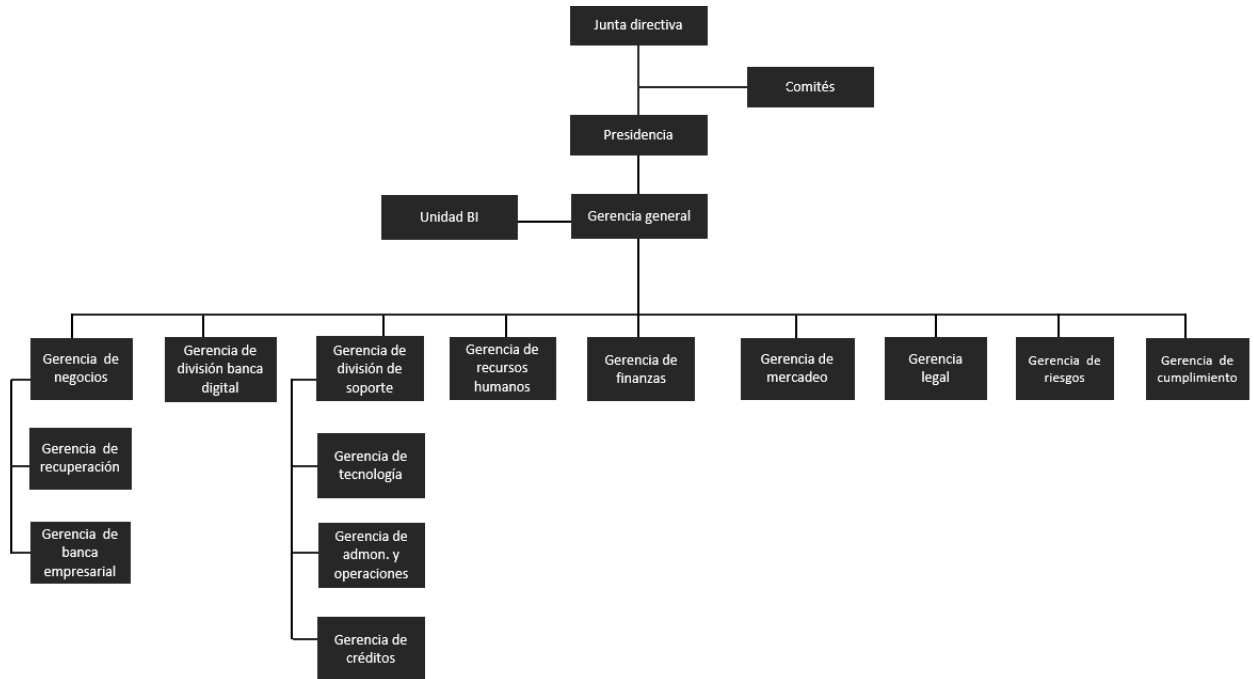 Junta directiva
Comités
Presidencia
Unidad BI
Gerencia general
Gerencia de
negocios
Gerencia de
división banca
digital
Gerencia de
división de
soporte
Gerencia de
recursos
humanos
Gerencia de
finanzas
Gerencia de
mercadeo
Gerencia
legal
Gerencia de
riesgos
Gerencia de
cumplimiento
Gerencia de
recuperación
Gerencia de
tecnología
Gerencia de
banca
empresarial
Gerencia de
admon. y
operaciones
Gerencia de
créditos